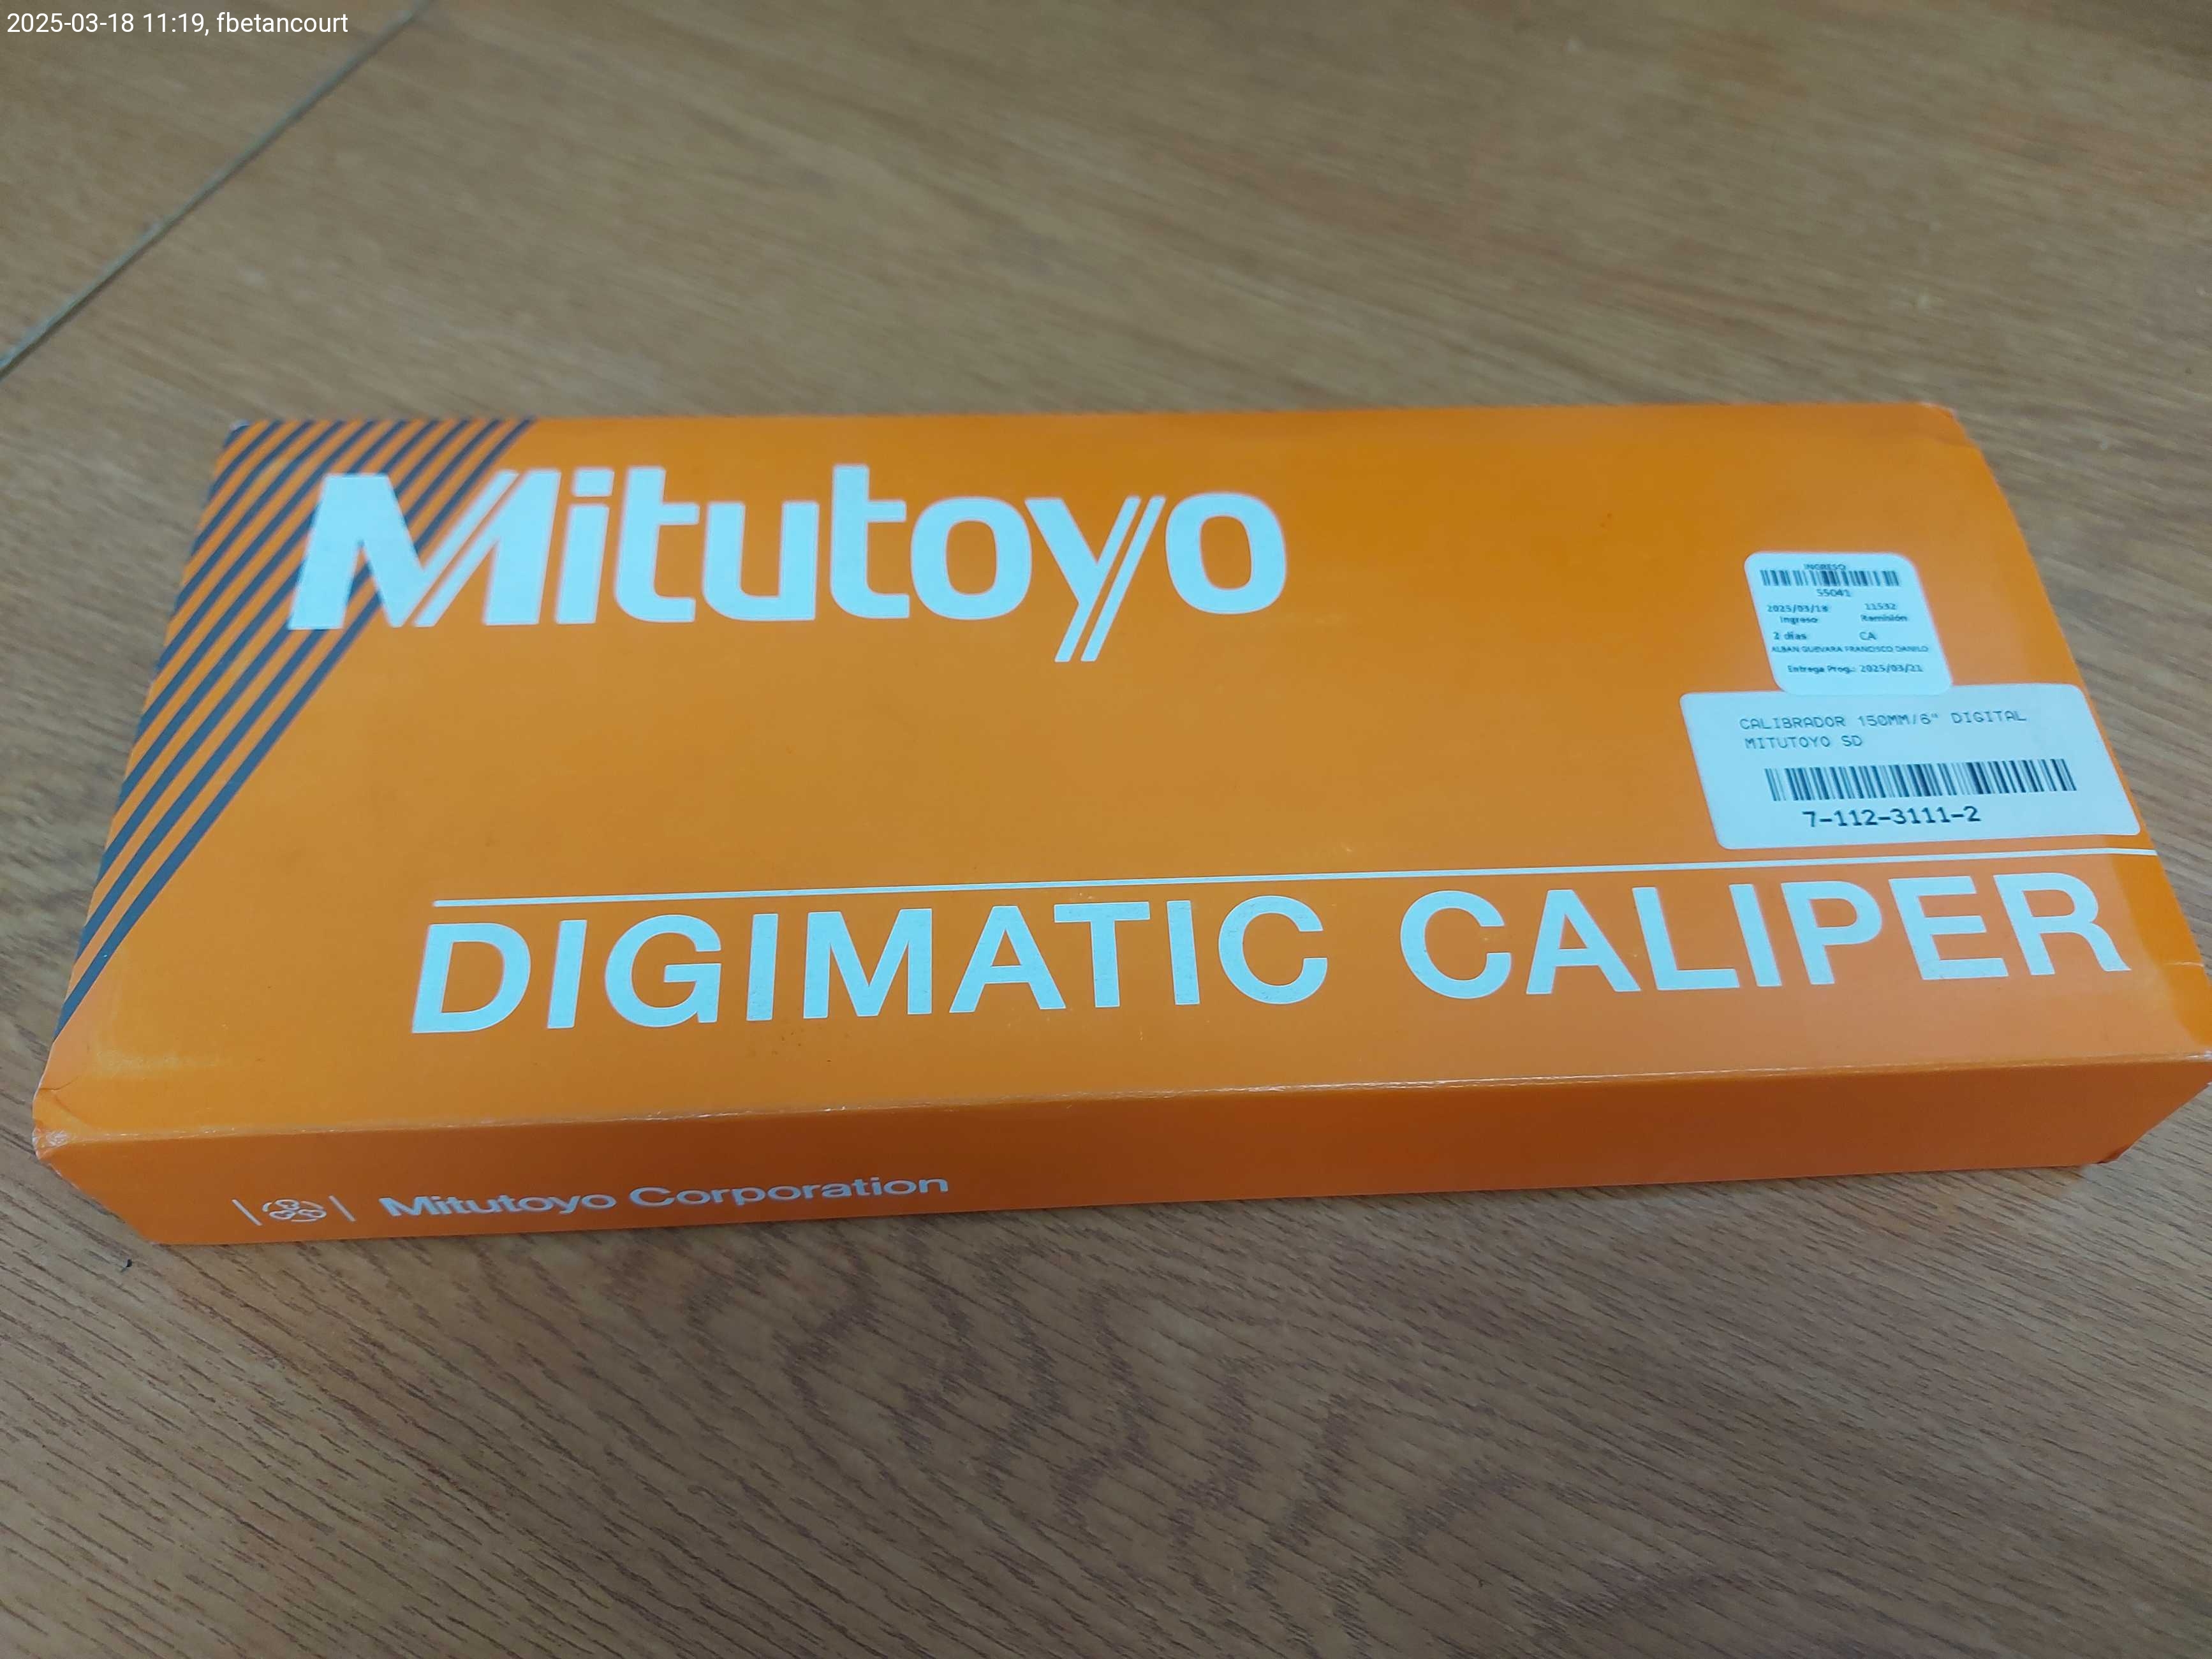 2025-03-18 11:19, fbetancourt
Mitutoyo
INGRESO
55041
2025/03/18 11532
Ingreso Remisión
2 días CA
ALBAN GUEVARA FRANCISCO DANILO
Entrega Prog.: 2025/03/21
CALIBRADOR 150MM/6" DIGITAL
MITUTOYO SD
7-112-3111-2
DIGIMATIC CALIPER
Mitutoyo Corporation